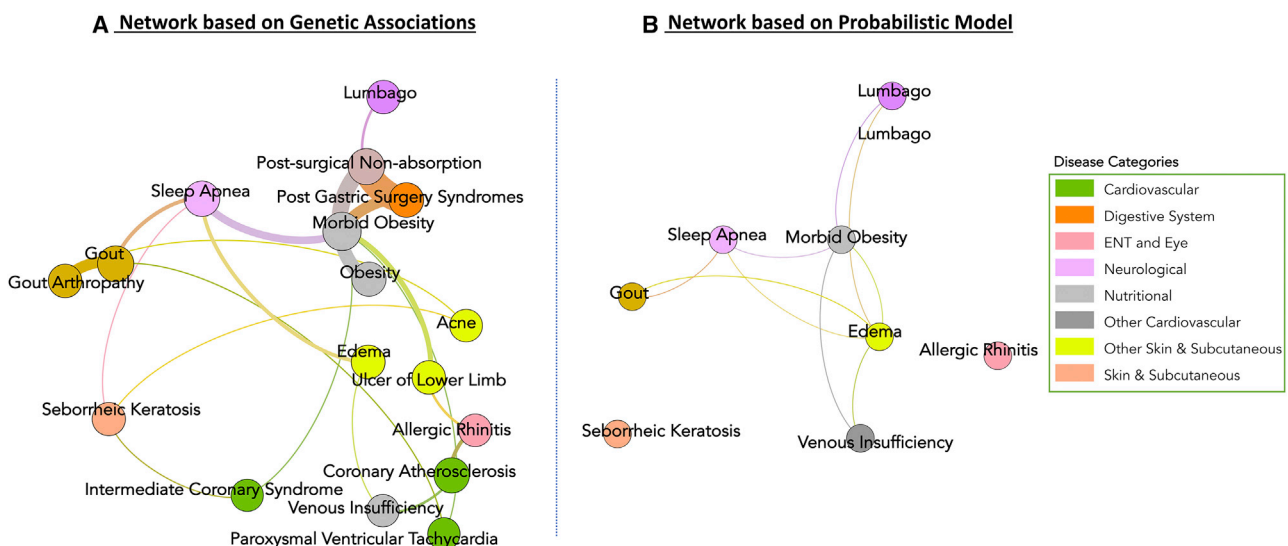 A Network based on Genetic Associations
Lumbago
Post-surgical Non-absorption
Sleep Apnea
Post Gastric Surgery Syndromes
Morbid Obesity
Gout
Obesity
Gout Arthropathy
Acne
Edema
Ulcer of Lower Limb
Seborrheic Keratosis
Allergic Rhinitis
Coronary Atherosclerosis
Intermediate Coronary Syndrome
Venous Insufficiency
Paroxysmal Ventricular Tachycardia
B Network based on Probabilistic Model
Lumbago
Lumbago
Sleep Apnea
Morbid Obesity
Gout
Edema
Allergic Rhinitis
Seborrheic Keratosis
Venous Insufficiency
Disease Categories
Cardiovascular
Digestive System
ENT and Eye
Neurological
Nutritional
Other Cardiovascular
Other Skin & Subcutaneous
Skin & Subcutaneous